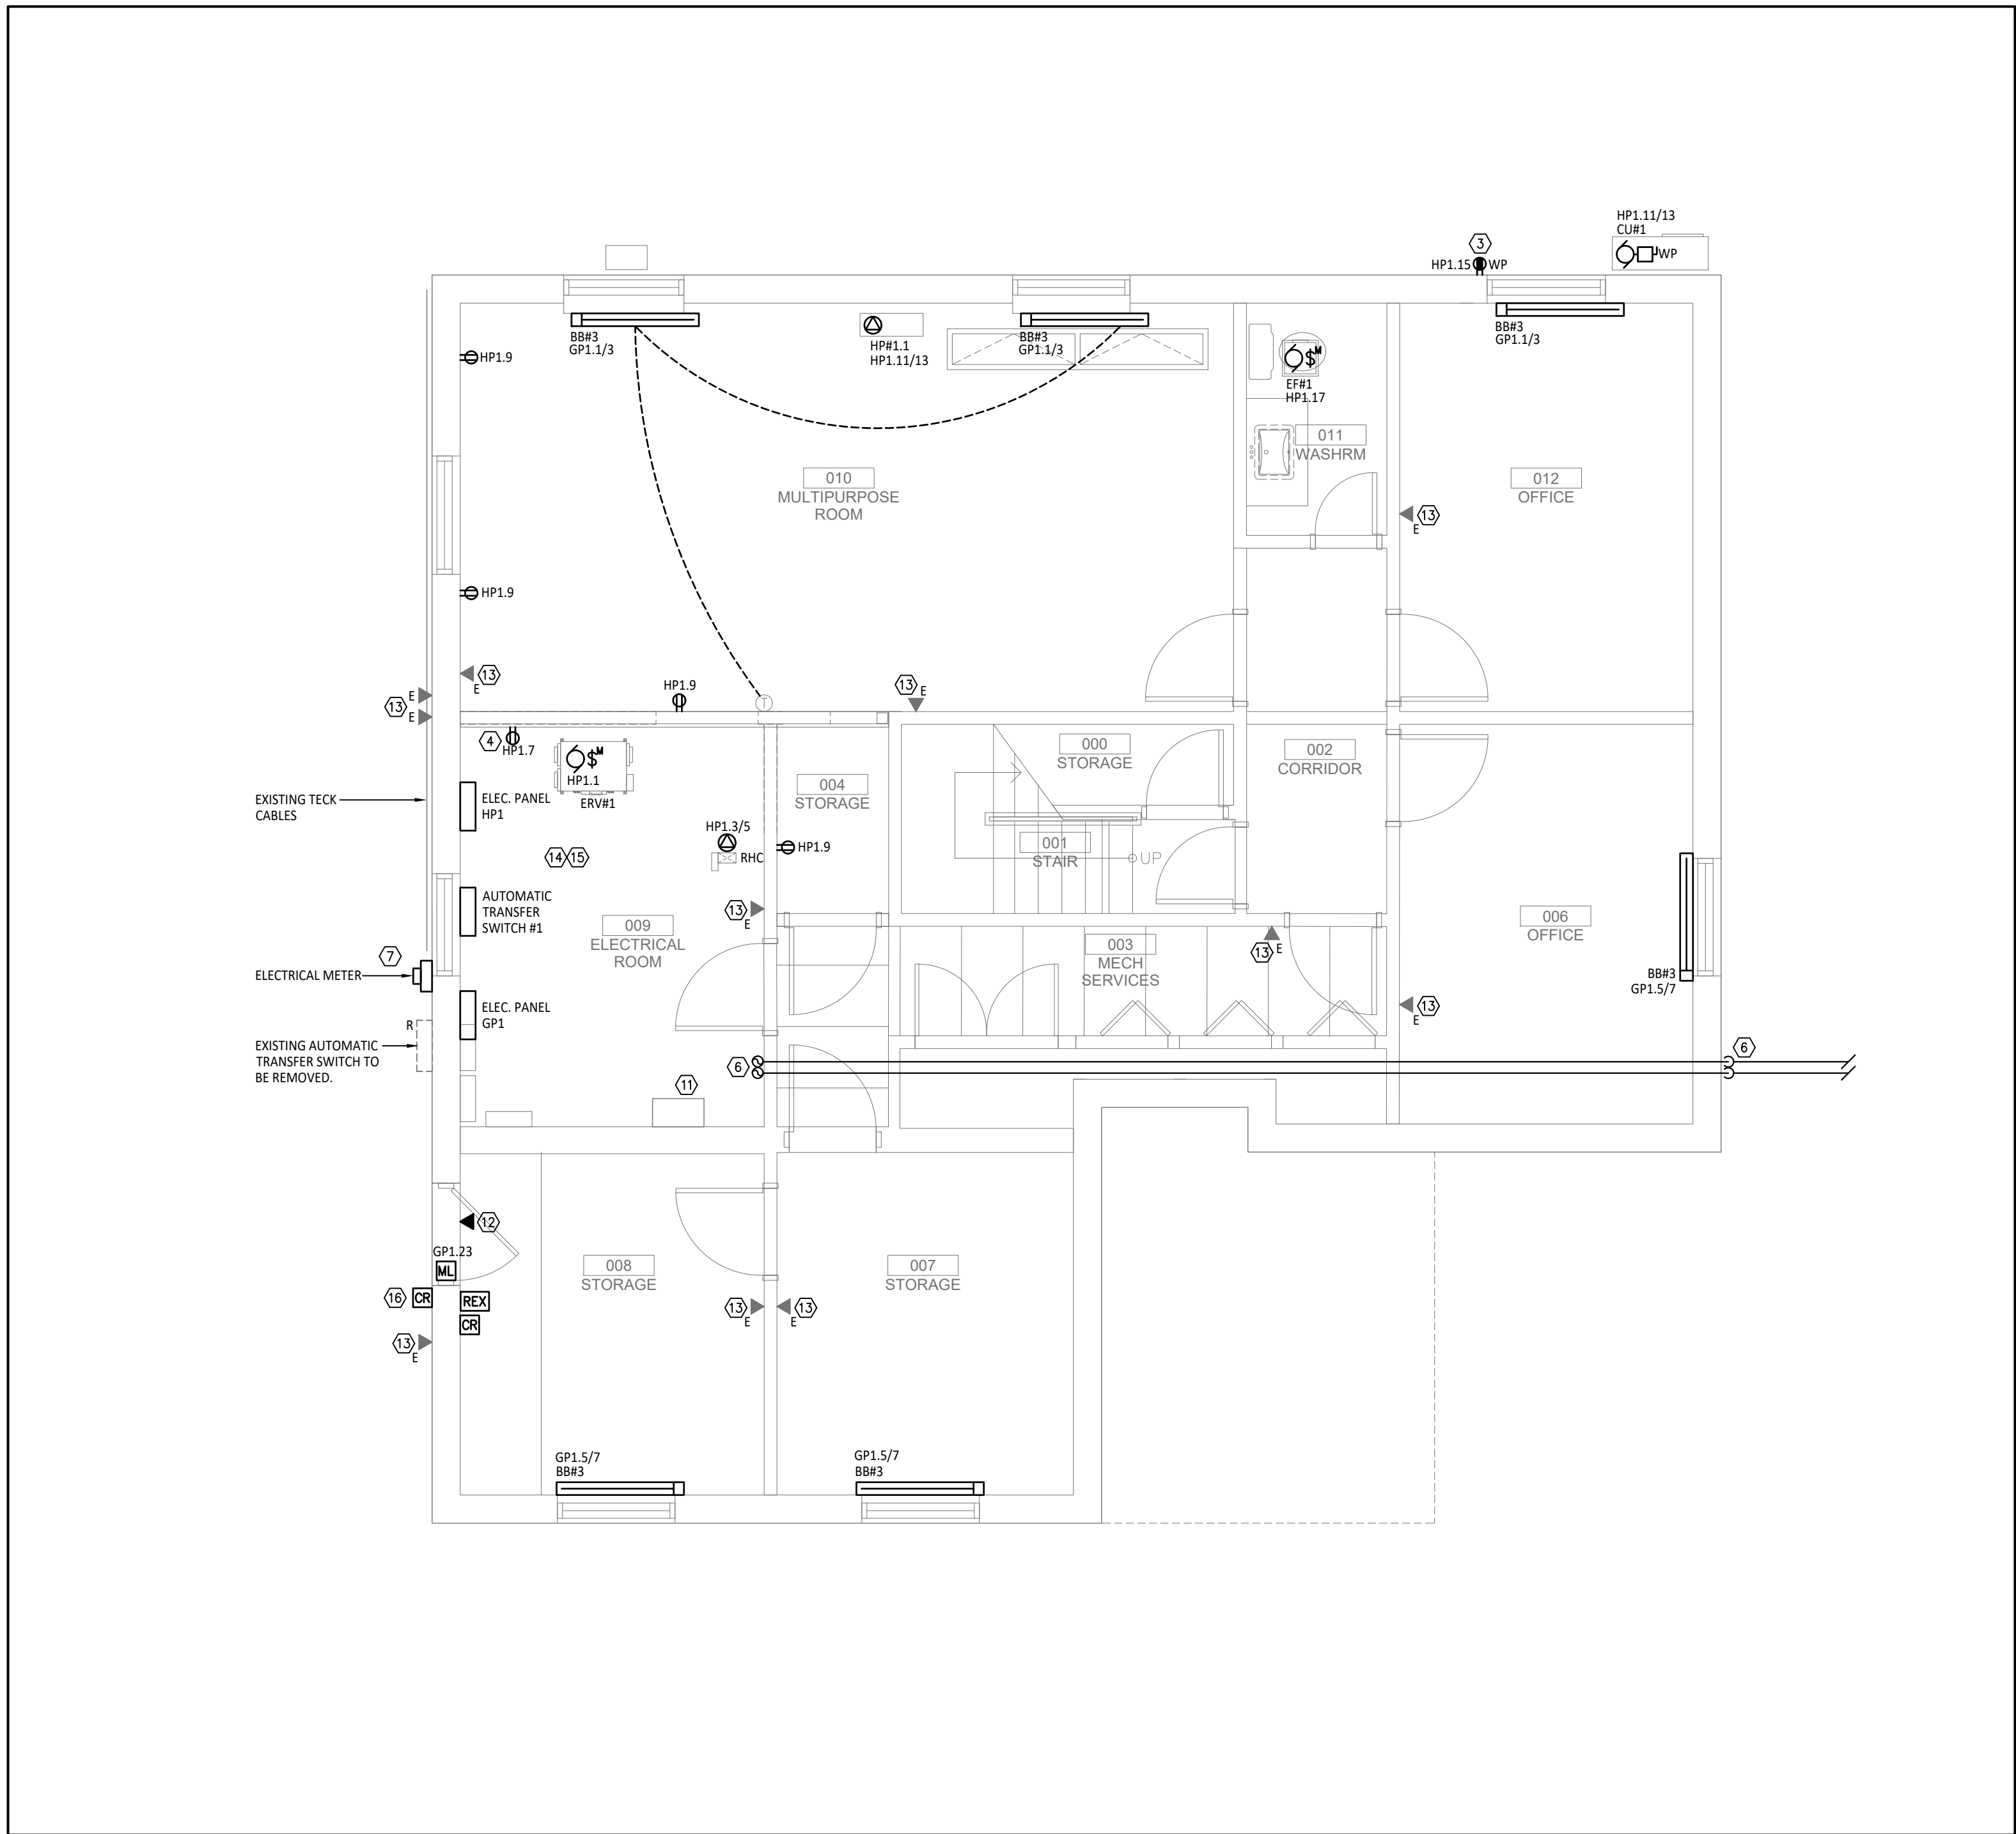 HP1.11/13
CU#1
WP
3
HP1.15
WP
BB#3
GP1.1/3
HP#1.1
HP1.11/13
BB#3
GP1.1/3
BB#3
GP1.1/3
HP1.9
$M
EF#1
HP1.17
011
WASHRM
010
MULTIPURPOSE
ROOM
012
OFFICE
13
E
HP1.9
13
E
E
13
E
HP1.9
T
13
E
4
HP1.7
$M
HP1.1
ERV#1
000
STORAGE
002
CORRIDOR
004
STORAGE
EXISTING TECK
CABLES
ELEC. PANEL
HP1
HP1.3/5
RHC
HP1.9
001
STAIR
UP
14
15
AUTOMATIC
TRANSFER
SWITCH #1
13
E
009
ELECTRICAL
ROOM
003
MECH
SERVICES
13
E
006
OFFICE
7
ELECTRICAL METER
BB#3
GP1.5/7
ELEC. PANEL
GP1
13
E
R
EXISTING AUTOMATIC
TRANSFER SWITCH TO
BE REMOVED.
6
6
11
12
GP1.23
ML
16
CR
REX
CR
13
E
008
STORAGE
007
STORAGE
13
E
13
E
GP1.5/7
BB#3
GP1.5/7
BB#3